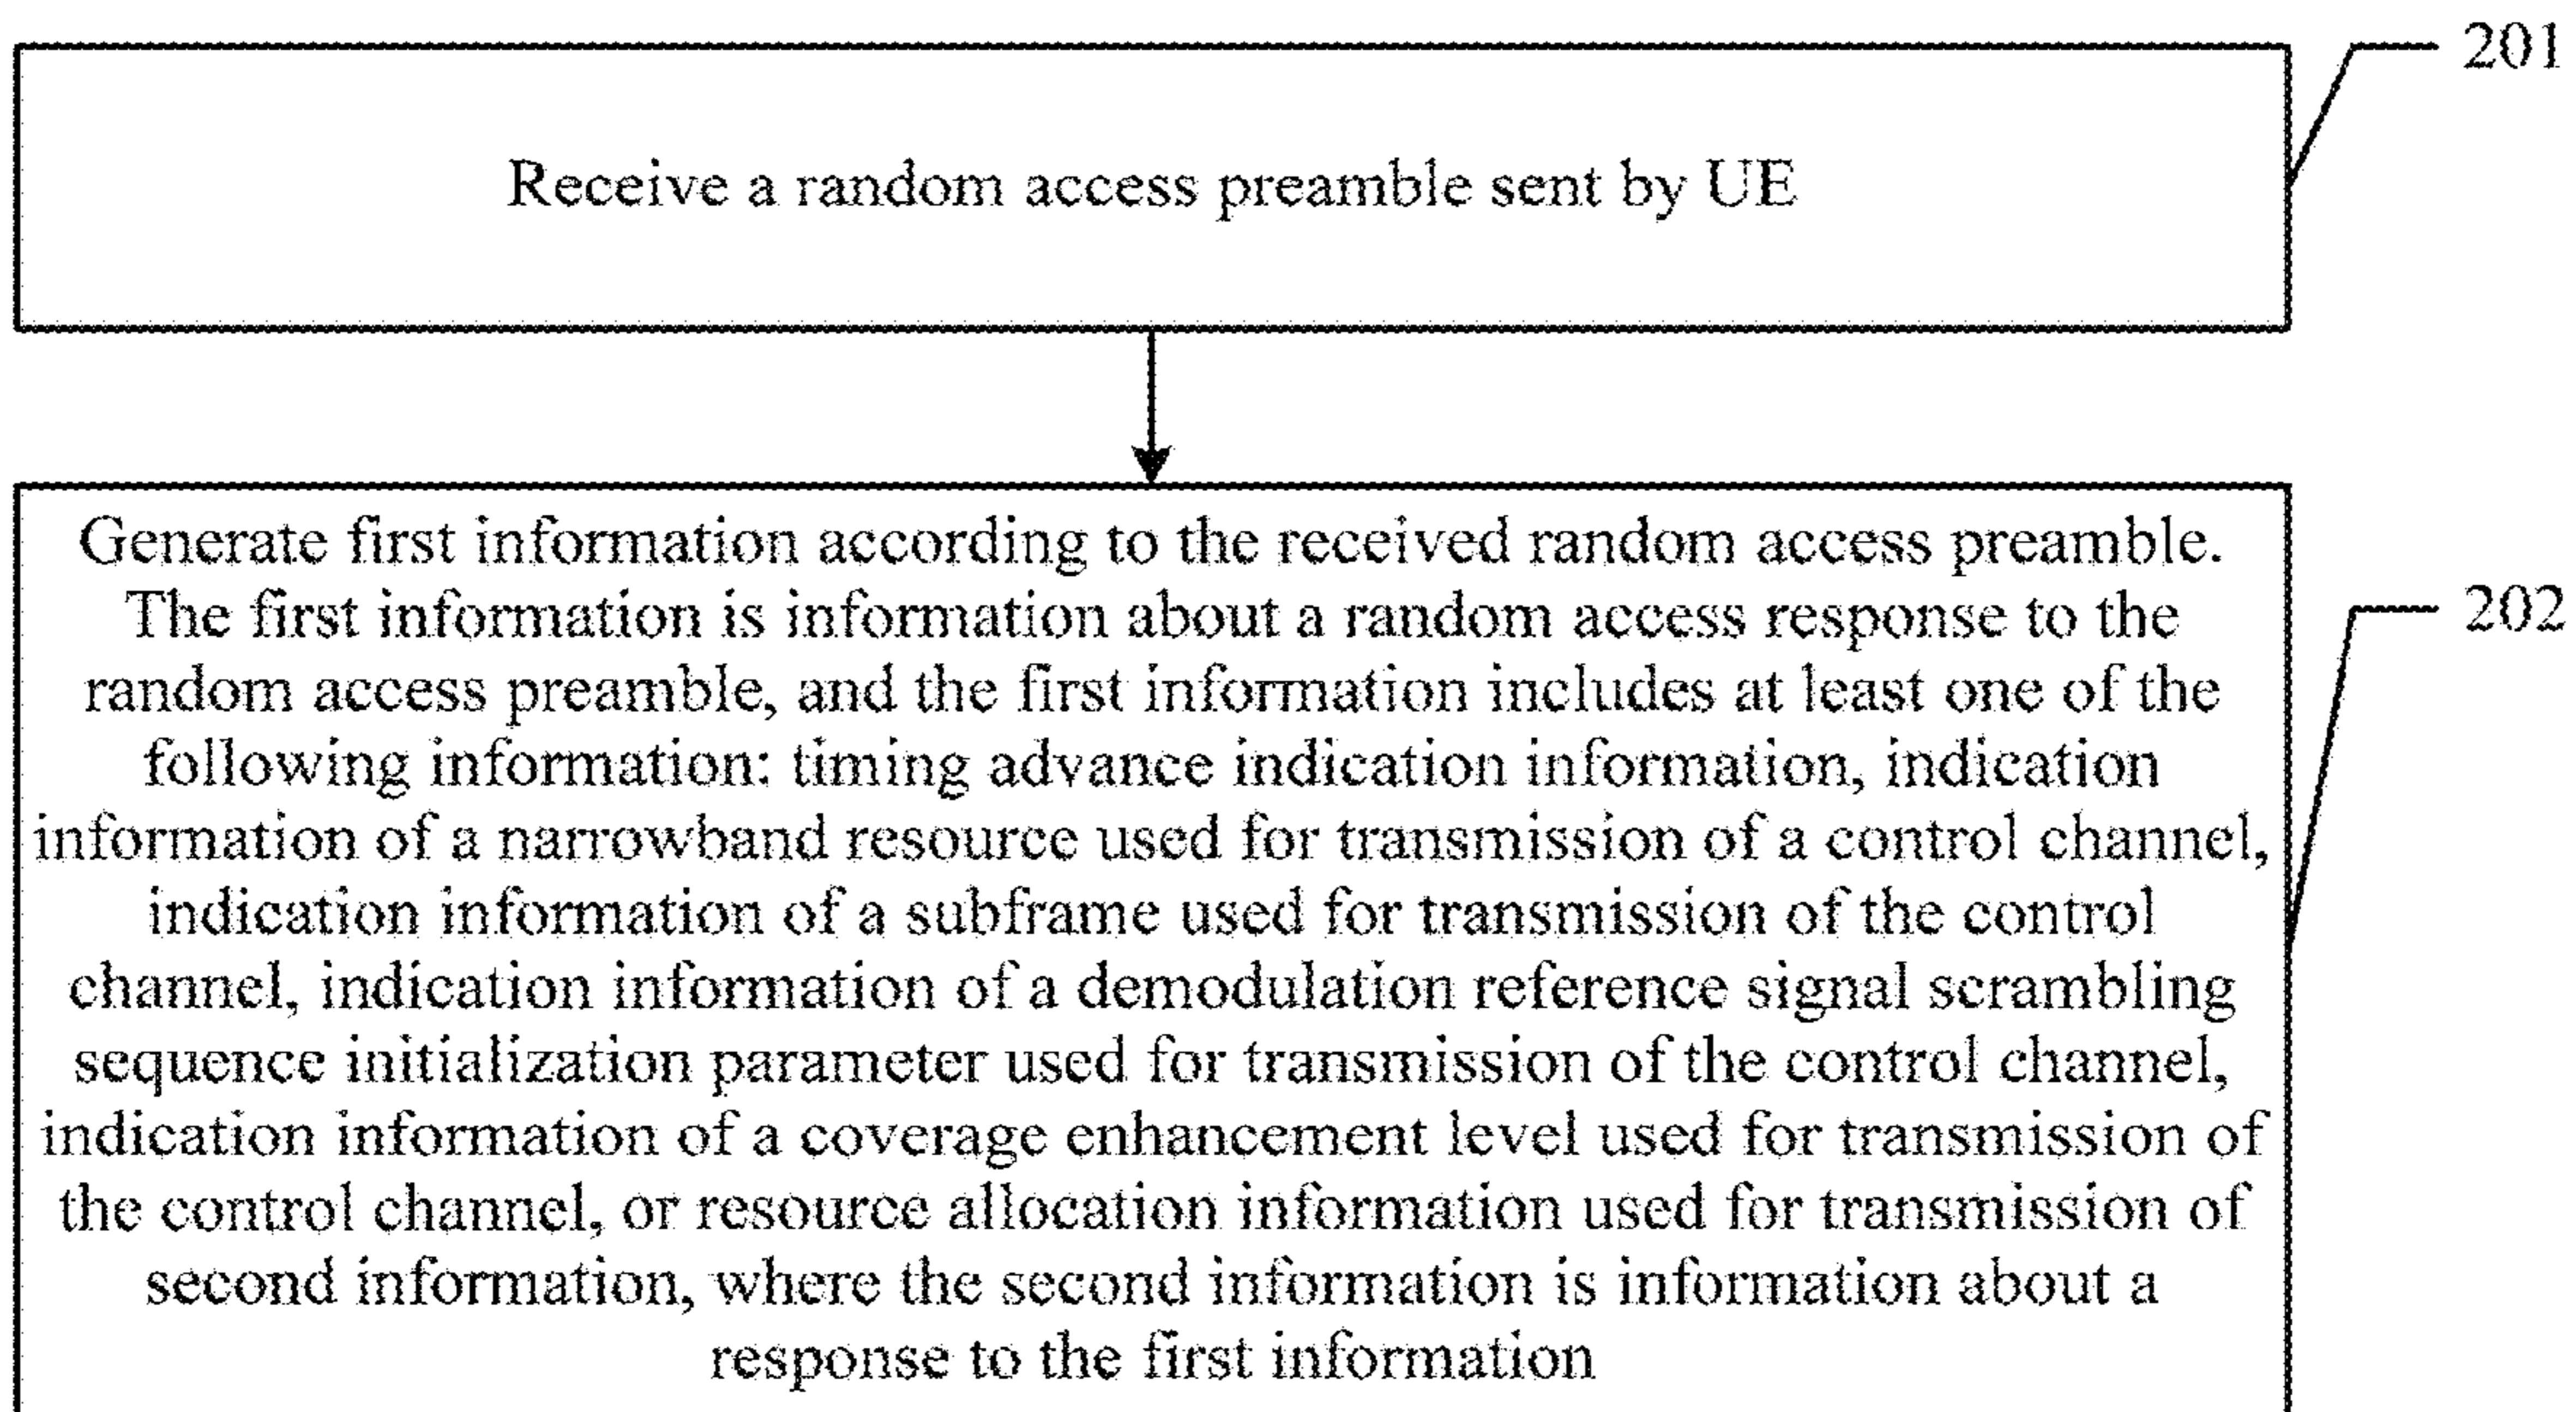 201
Receive a random access preamble sent by UE
Generate first information according to the received random access preamble.
The first information is information about a random access response to the
202
random access preamble, and the first information includes at least one of the
following information: timing advance indication information, indication
information of a narrowband resource used for transmission of a control channel,
indication information of a subframe used for transmission of the control
channel, indication information of a demodulation reference signal scrambling
sequence initialization parameter used for transmission of the control channel,
indication information of a coverage enhancement level used for transmission of
the control channel, or resource allocation information used for transmission of
second information, where the second information is information about a
response to the first information